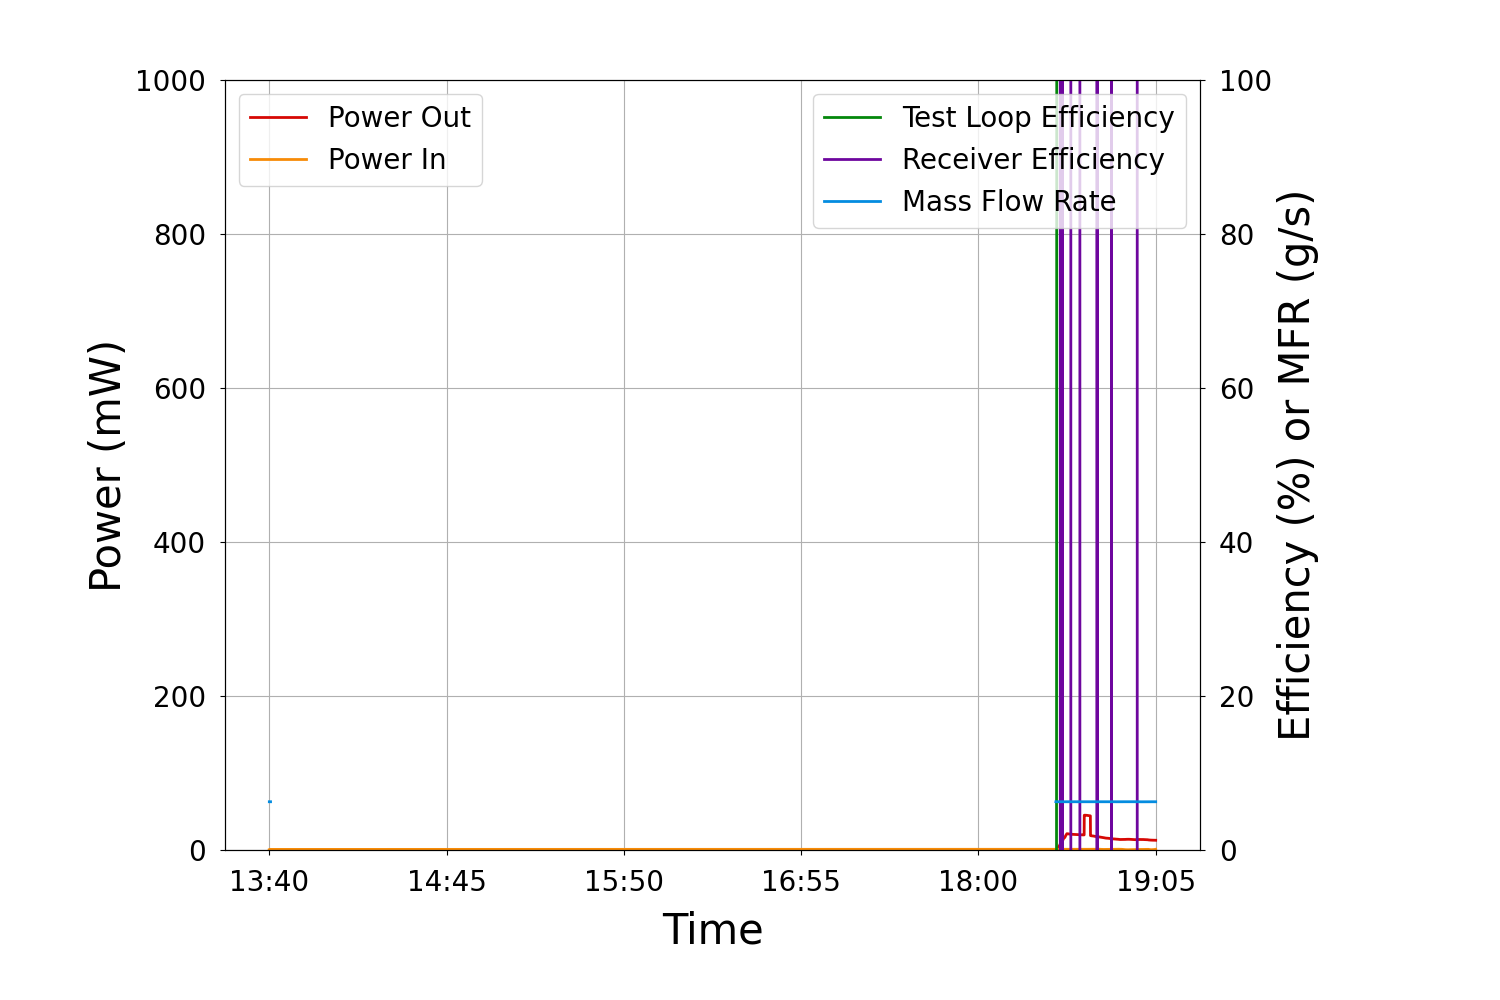 1000
800
600
400
200
0
Power (mW)
Power Out
Power In
Test Loop Efficiency
Receiver Efficiency
Mass Flow Rate
100
80
60
40
20
0
Efficiency (%) or MFR (g/s)
13:40 14:45 15:50 16:55 18:00 19:05
Time